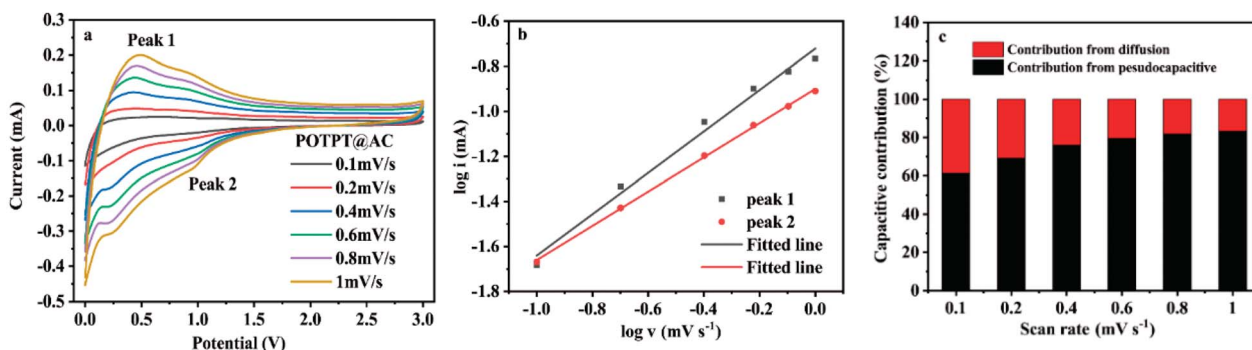 a
Peak 1
Peak 2
POTPT@AC
0.1mV/s
0.2mV/s
0.4mV/s
0.6mV/s
0.8mV/s
1mV/s
0.3
0.2
0.1
0.0
-0.1
-0.2
-0.3
-0.4
-0.5
Current (mA)
0.0 0.5 1.0 1.5 2.0 2.5 3.0
Potential (V)
b
-0.6
-0.8
-1.0
-1.2
-1.4
-1.6
-1.8
log i (mA)
peak 1
peak 2
Fitted line
Fitted line
-1.0 -0.8 -0.6 -0.4 -0.2 0.0
log v (mV s⁻¹)
c
Contribution from diffusion
Contribution from pesudocapacitive
140
120
100
80
60
40
20
0
Capacitive contribution (%)
0.1 0.2 0.4 0.6 0.8 1
Scan rate (mV s⁻¹)